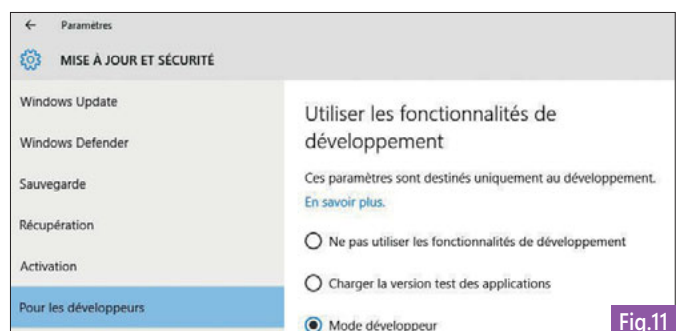 ← Paramètres
MISE À JOUR ET SÉCURITÉ
Windows Update
Windows Defender
Sauvegarde
Récupération
Activation
Pour les développeurs
Utiliser les fonctionnalités de
développement
Ces paramètres sont destinés uniquement au développement.
En savoir plus.
Ne pas utiliser les fonctionnalités de développement
Charger la version test des applications
Mode développeur
Fig.11